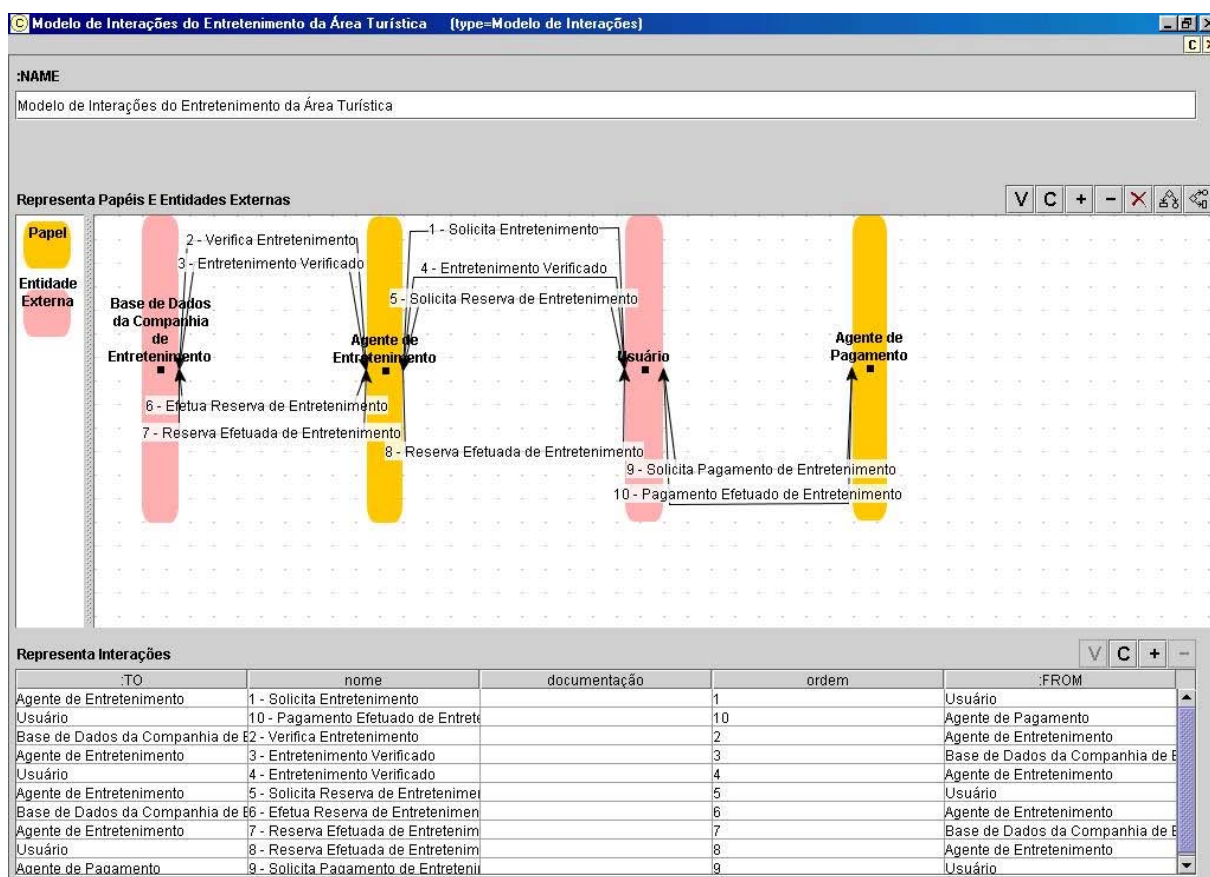 Modelo de Interações do Entretenimento da Área Turística (type=Modelo de Interações)
C
:NAME
Modelo de Interações do Entretenimento da Área Turística
Representa Papéis E Entidades Externas
V C + −
Papel
Entidade
Externa
1 - Solicita Entretenimento
2 - Verifica Entretenimento
3 - Entretenimento Verificado
4 - Entretenimento Verificado
5 - Solicita Reserva de Entretenimento
Base de Dados
da Companhia
de
Entretenimento
Agente de
Entretenimento
Usuário
Agente de
Pagamento
6 - Efetua Reserva de Entretenimento
7 - Reserva Efetuada de Entretenimento
8 - Reserva Efetuada de Entretenimento
9 - Solicita Pagamento de Entretenimento
10 - Pagamento Efetuado de Entretenimento
Representa Interações
V C + −
:TO nome documentação ordem :FROM
Agente de Entretenimento 1 - Solicita Entretenimento 1 Usuário
Usuário 10 - Pagamento Efetuado de Entrete 10 Agente de Pagamento
Base de Dados da Companhia de E 2 - Verifica Entretenimento 2 Agente de Entretenimento
Agente de Entretenimento 3 - Entretenimento Verificado 3 Base de Dados da Companhia de E
Usuário 4 - Entretenimento Verificado 4 Agente de Entretenimento
Agente de Entretenimento 5 - Solicita Reserva de Entretenimen 5 Usuário
Base de Dados da Companhia de E 6 - Efetua Reserva de Entretenimen 6 Agente de Entretenimento
Agente de Entretenimento 7 - Reserva Efetuada de Entretenim 7 Base de Dados da Companhia de E
Usuário 8 - Reserva Efetuada de Entretenim 8 Agente de Entretenimento
Agente de Pagamento 9 - Solicita Pagamento de Entreteni 9 Usuário